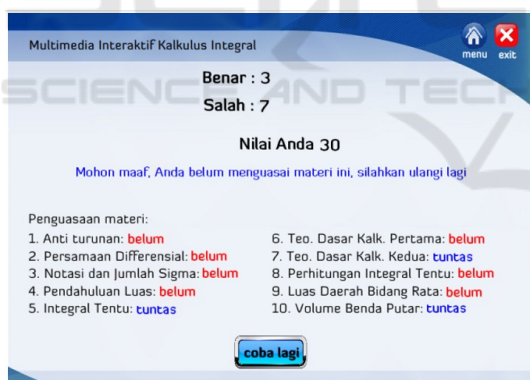 Multimedia Interaktif Kalkulus Integral
menu exit
Benar : 3
Salah : 7
SCIENCE AND TECH
Nilai Anda 30
Mohon maaf, Anda belum menguasai materi ini, silahkan ulangi lagi
Penguasaan materi:
1. Anti turunan: belum
2. Persamaan Differensial: belum
3. Notasi dan Jumlah Sigma: belum
4. Pendahuluan Luas: belum
5. Integral Tentu: tuntas
6. Teo. Dasar Kalk. Pertama: belum
7. Teo. Dasar Kalk. Kedua: tuntas
8. Perhitungan Integral Tentu: belum
9. Luas Daerah Bidang Rata: belum
10. Volume Benda Putar: tuntas
coba lagi